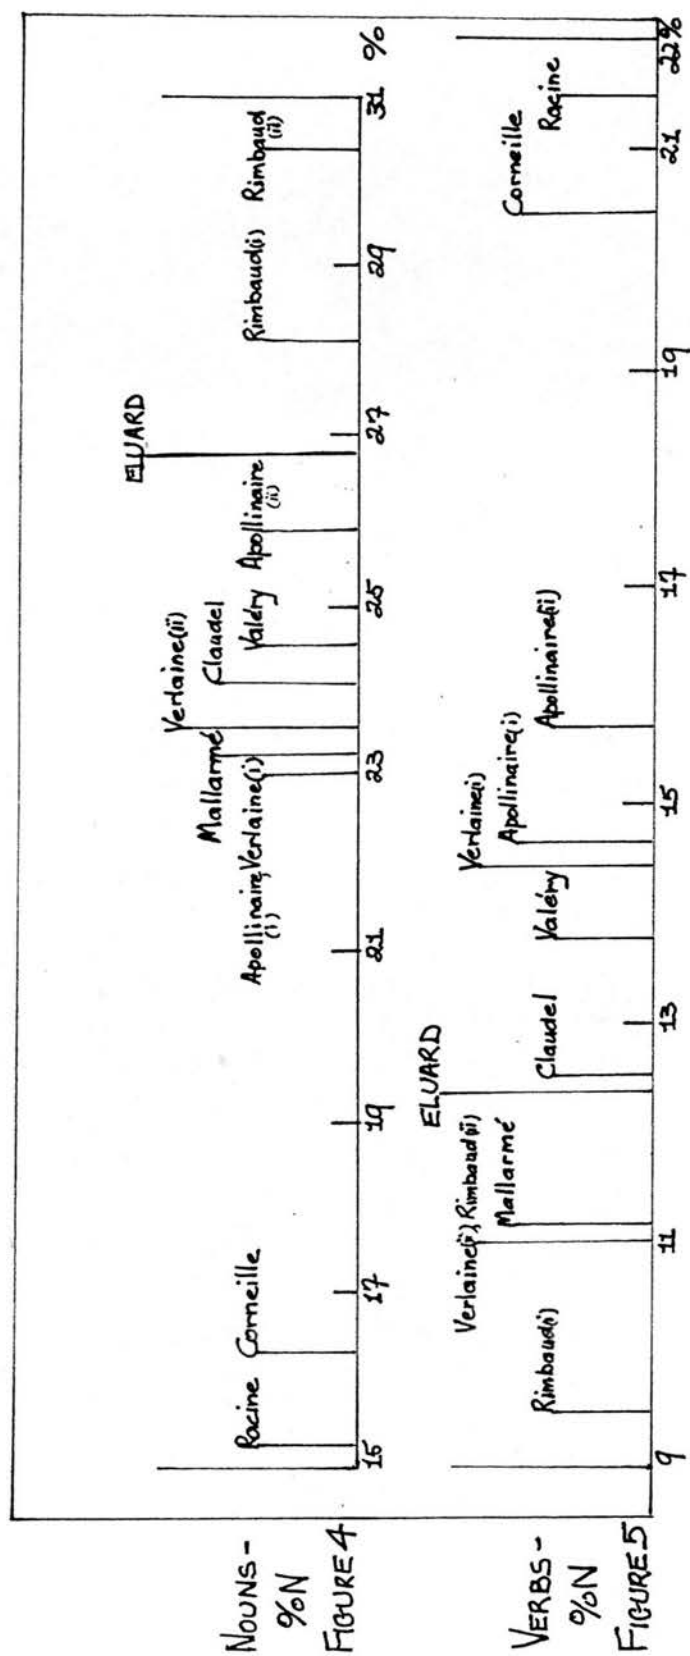 NOUNS-
%N
FIGURE 4
ELUARD
Verlaine(ii)
Mallarmé
Claudel
Racine
Corneille
Apollinaire, Verlaine(i)
(i)
Valéry
Apollinaire
(ii)
Rimbaud(i)
Rimbaud
(ii)
15
17
19
21
23
25
27
29
31
%
VERBS-
%N
FIGURE 5
ELUARD
Verlaine(ii), Rimbaud(ii)
Verlaine(i)
Mallarmé
Apollinaire(i)
Corneille
Rimbaud(i)
Claudel
Valéry
Apollinaire(ii)
Racine
9
11
13
15
17
19
21
22%